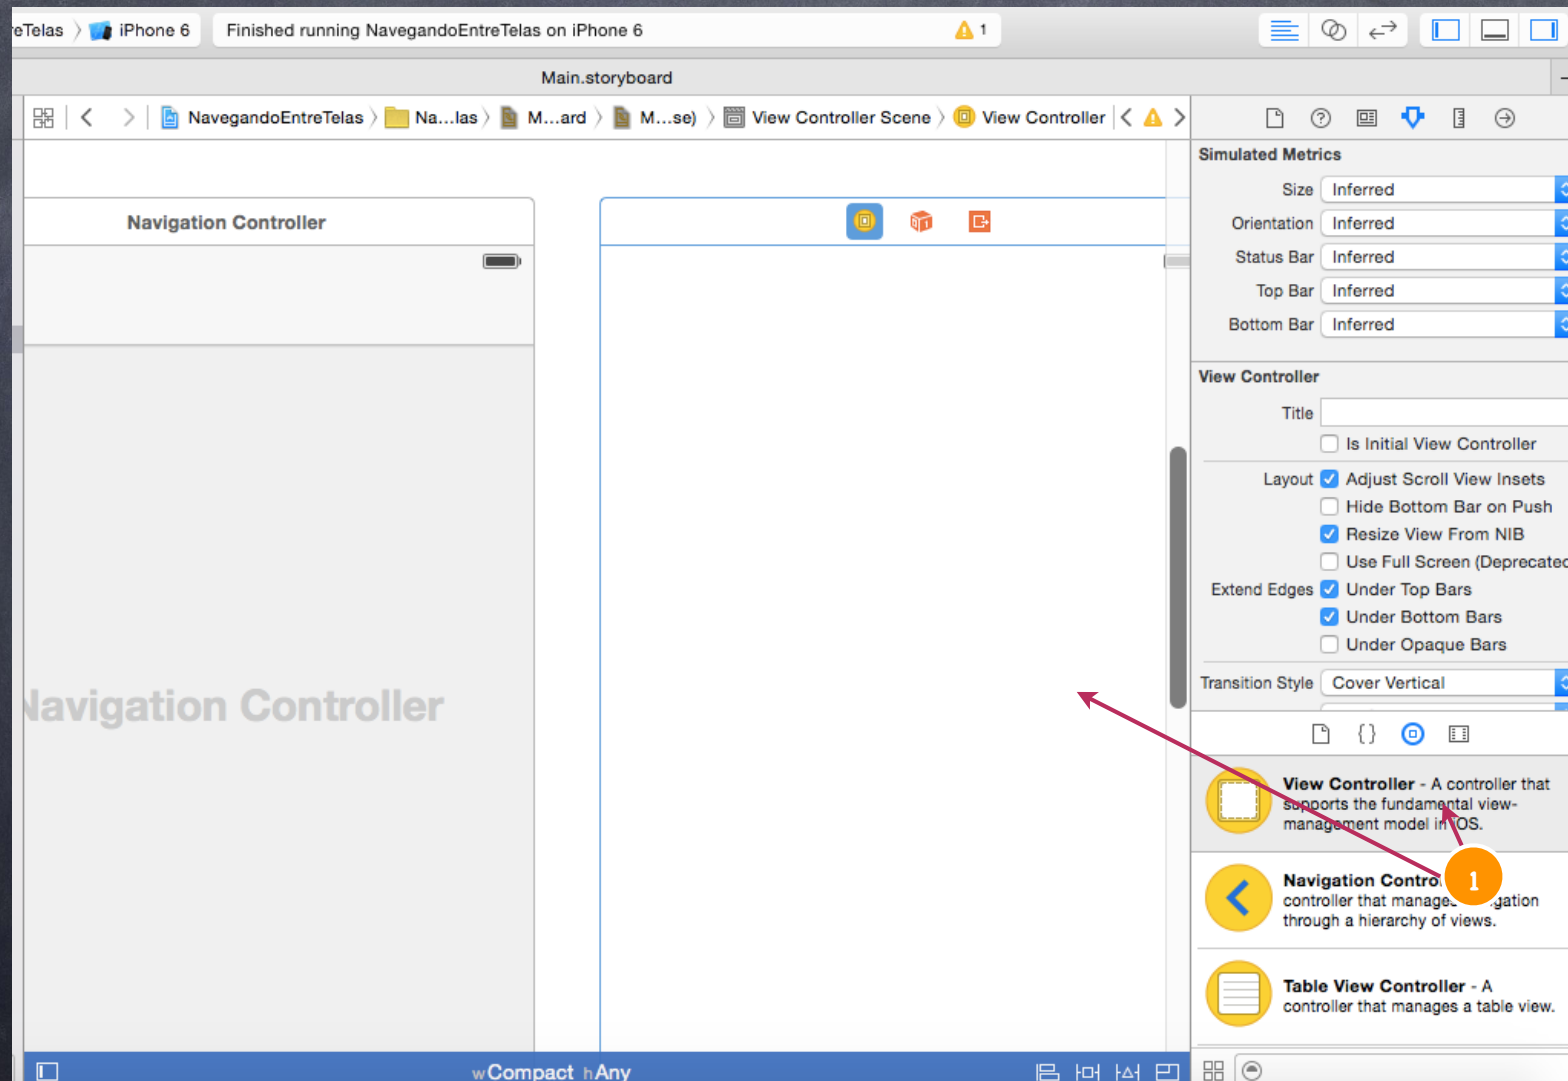 eTelas iPhone 6 Finished running NavegandoEntreTelas on iPhone 6 1
Main.storyboard
NavegandoEntreTelas Na...las M...ard M...se) View Controller Scene View Controller
Navigation Controller
Navigation Controller
wCompact hAny
Simulated Metrics
Size Inferred
Orientation Inferred
Status Bar Inferred
Top Bar Inferred
Bottom Bar Inferred
View Controller
Title
Is Initial View Controller
Layout Adjust Scroll View Insets
Hide Bottom Bar on Push
Resize View From NIB
Use Full Screen (Deprecated
Extend Edges Under Top Bars
Under Bottom Bars
Under Opaque Bars
Transition Style Cover Vertical
{}
View Controller - A controller that
supports the fundamental view-
management model in iOS.
1
Navigation Contro
controller that manages
through a hierarchy of views.
Table View Controller - A
controller that manages a table view.